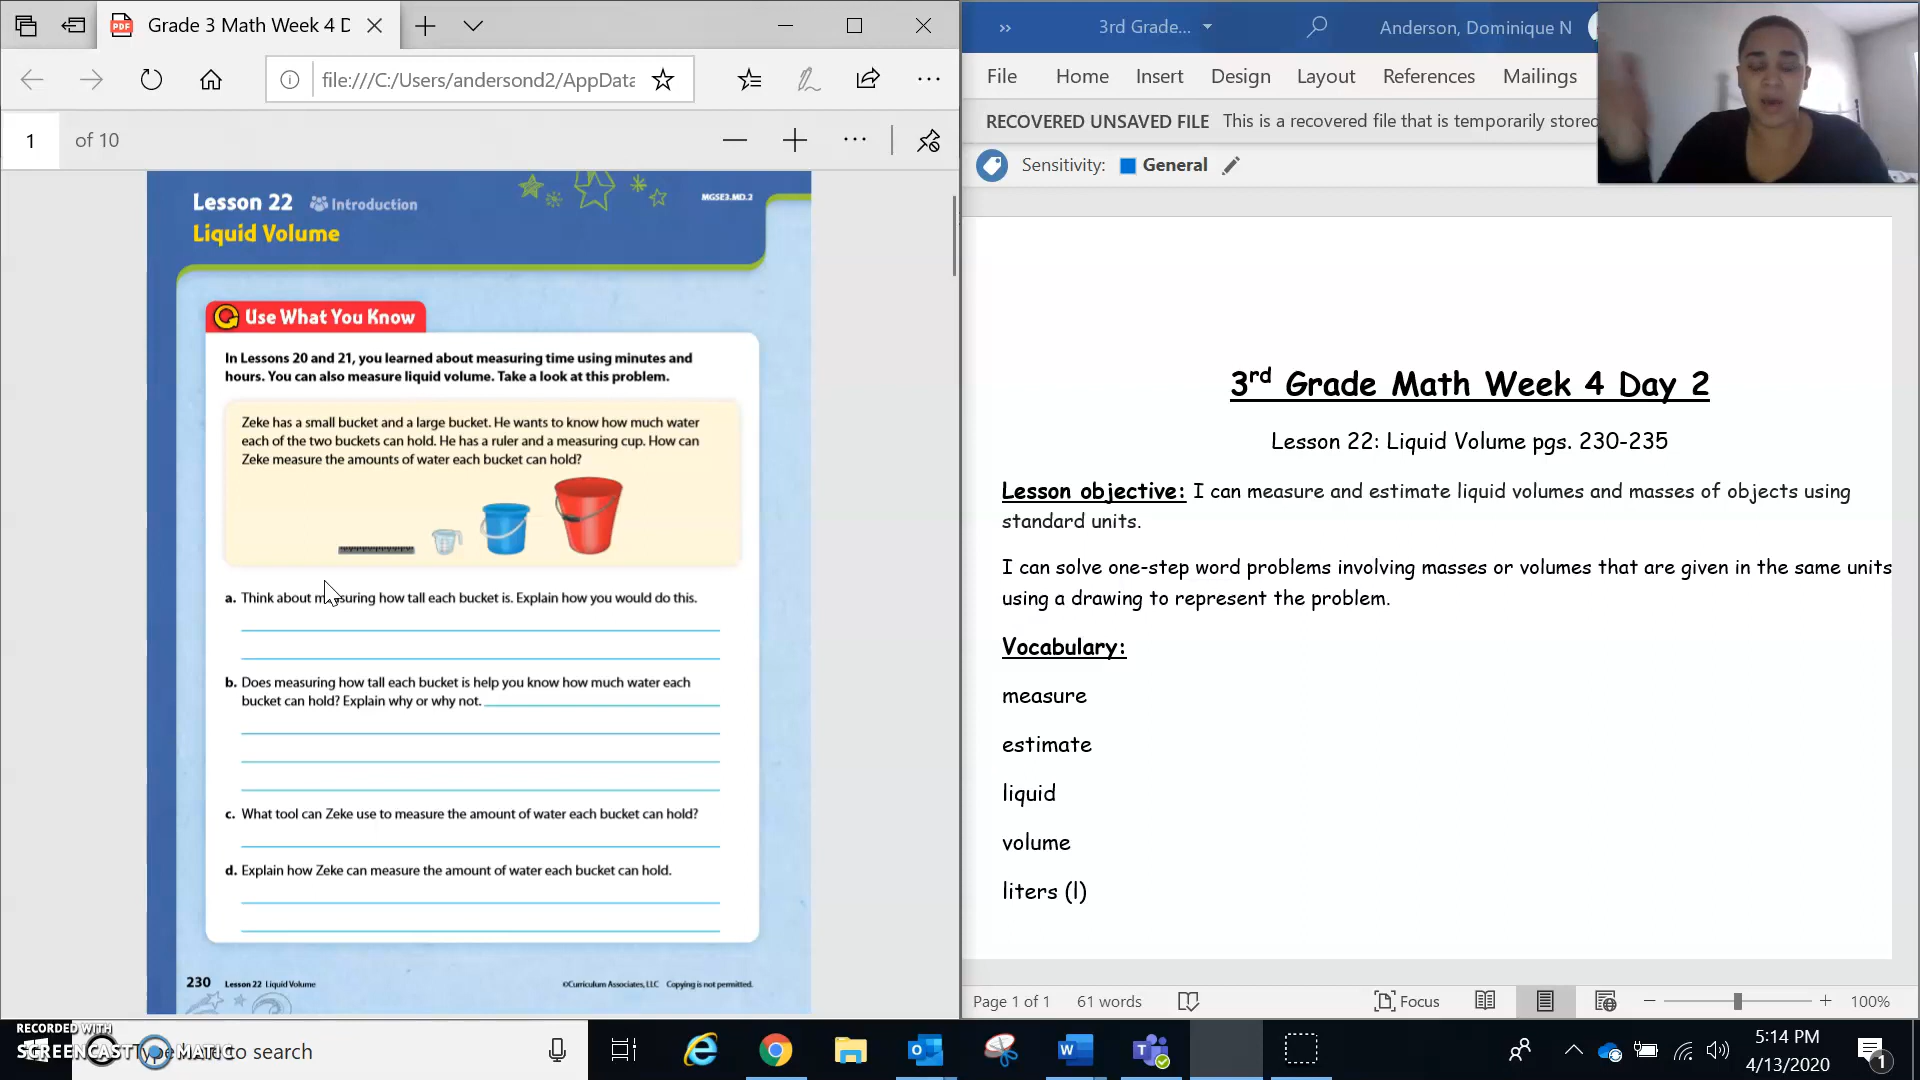 Grade 3 Math Week 4 D
file:///C:/Users/andersond2/AppData
1 of 10
Lesson 22 Introduction
MGSE3.MD.2
Liquid Volume
Use What You Know
In Lessons 20 and 21, you learned about measuring time using minutes and
hours. You can also measure liquid volume. Take a look at this problem.
Zeke has a small bucket and a large bucket. He wants to know how much water
each of the two buckets can hold. He has a ruler and a measuring cup. How can
Zeke measure the amounts of water each bucket can hold?
a. Think about measuring how tall each bucket is. Explain how you would do this.
b. Does measuring how tall each bucket is help you know how much water each
bucket can hold? Explain why or why not.
c. What tool can Zeke use to measure the amount of water each bucket can hold?
d. Explain how Zeke can measure the amount of water each bucket can hold.
230 Lesson 22 Liquid Volume
©Curriculum Associates, LLC Copying is not permitted.
3rd Grade...
Anderson, Dominique N
File Home Insert Design Layout References Mailings
RECOVERED UNSAVED FILE This is a recovered file that is temporarily stored
Sensitivity: General
3rd Grade Math Week 4 Day 2
Lesson 22: Liquid Volume pgs. 230-235
Lesson objective: I can measure and estimate liquid volumes and masses of objects using
standard units.
I can solve one-step word problems involving masses or volumes that are given in the same units
using a drawing to represent the problem.
Vocabulary:
measure
estimate
liquid
volume
liters (l)
Page 1 of 1 61 words
Focus
100%
RECORDED WITH
SCREENCAST MATIC
to search
5:14 PM
4/13/2020
1